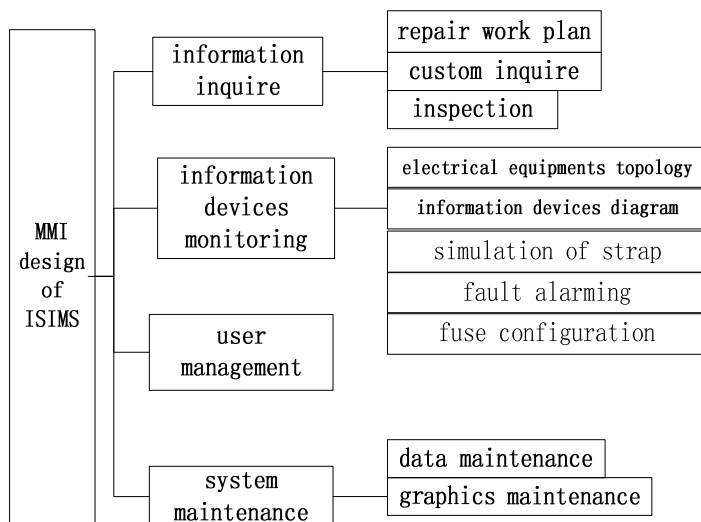 MMI
design
of
ISIMS
information
inquire
repair work plan
custom inquire
inspection
information
devices
monitoring
electrical equipments topology
information devices diagram
simulation of strap
fault alarming
fuse configuration
user
management
system
maintenance
data maintenance
graphics maintenance